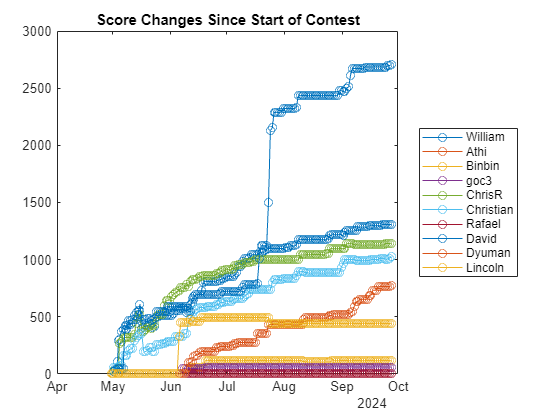 Score Changes Since Start of Contest
3000
2500
2000
1500
1000
500
0
Apr May Jun Jul Aug Sep Oct
2024
William
Athi
Binbin
goc3
ChrisR
Christian
Rafael
David
Dyuman
Lincoln